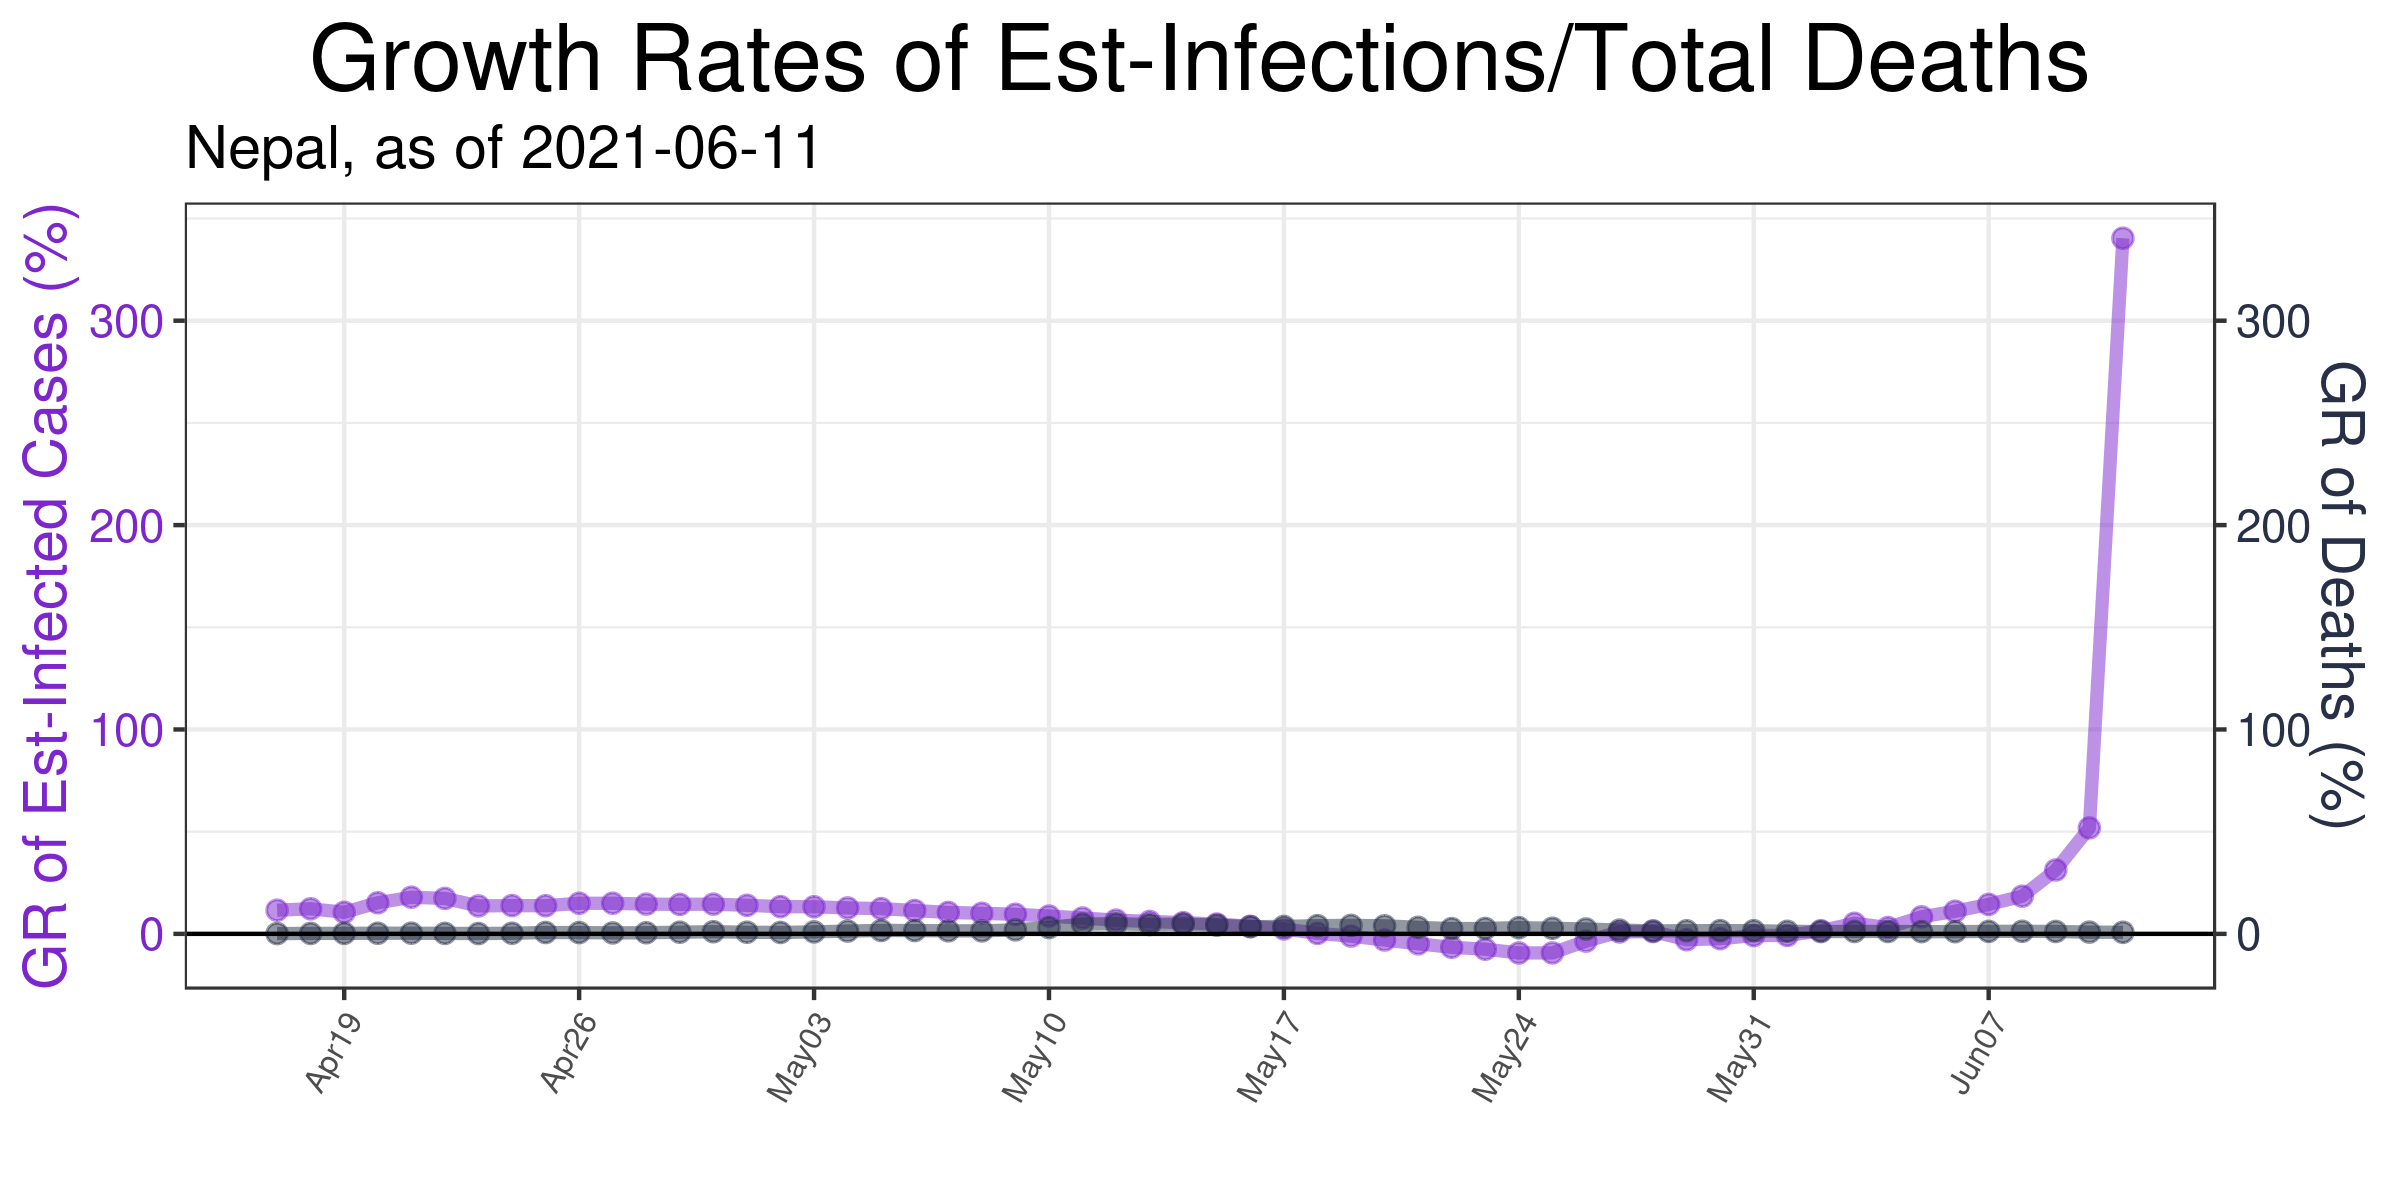 Growth Rates of Est-Infections/Total Deaths
Nepal, as of 2021-06-11
GR of Est-Infected Cases (%)
300
200
100
0
300
200
100
0
GR of Deaths (%)
Apr19
Apr26
May03
May10
May17
May24
May31
Jun07